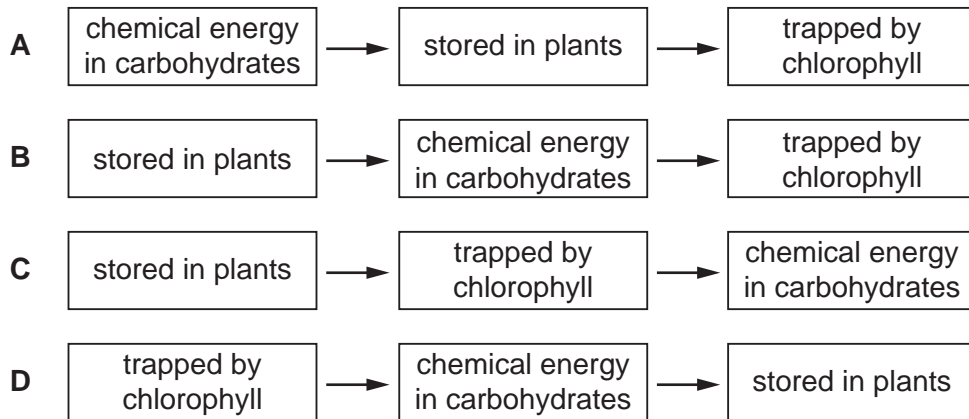 A
chemical energy
in carbohydrates
stored in plants
trapped by
chlorophyll
B
stored in plants
chemical energy
in carbohydrates
trapped by
chlorophyll
C
stored in plants
trapped by
chlorophyll
chemical energy
in carbohydrates
D
trapped by
chlorophyll
chemical energy
in carbohydrates
stored in plants